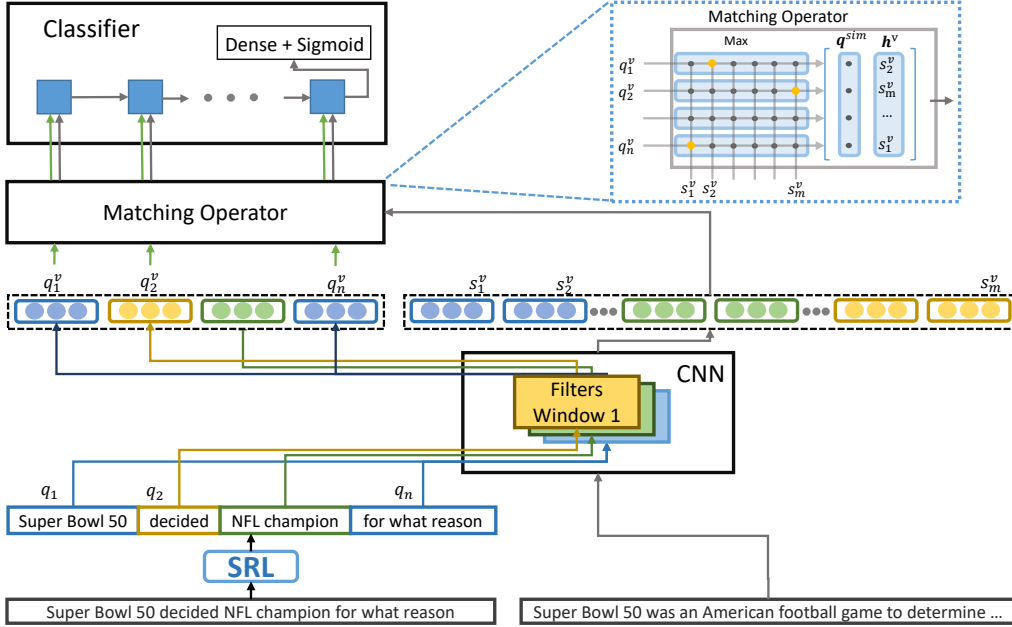 Classifier
Dense + Sigmoid
Matching Operator
Max
q^{sim} h^v
q_1^v
s_2^v
q_2^v
s_m^v
...
q_n^v
s_1^v
s_1^v s_2^v s_m^v
Matching Operator
q_1^v q_2^v q_n^v
s_1^v s_2^v s_m^v
CNN
Filters
Window 1
q_1 q_2 q_n
Super Bowl 50 decided NFL champion for what reason
SRL
Super Bowl 50 decided NFL champion for what reason
Super Bowl 50 was an American football game to determine ...